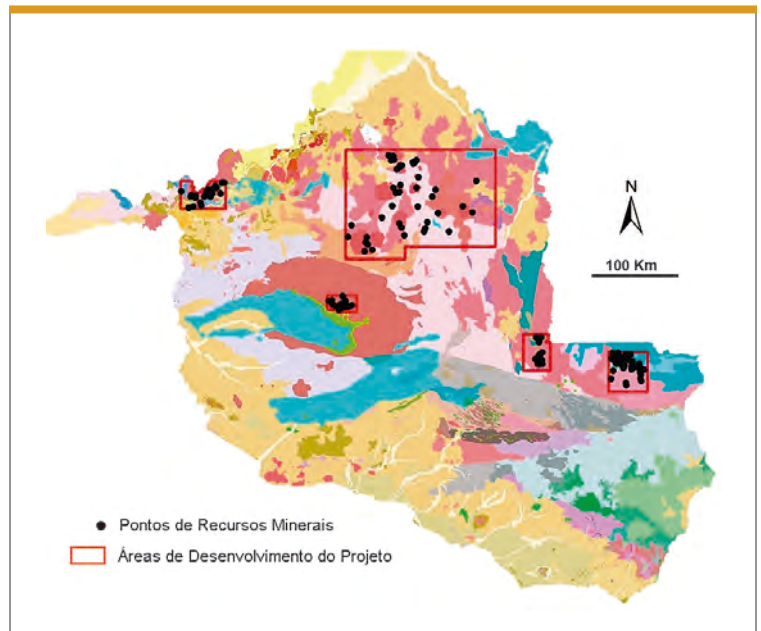 N
100 Km
Pontos de Recursos Minerais
Áreas de Desenvolvimento do Projeto